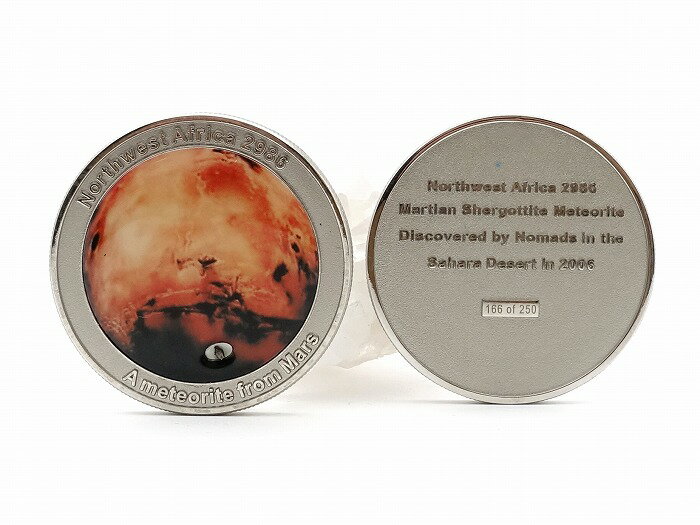 Northwest Africa 2986
A meteorite from Mars
Northwest Africa 2986
Martian Shergottite Meteorite
Discovered by Nomads in the
Sahara Desert in 2006
166 of 250